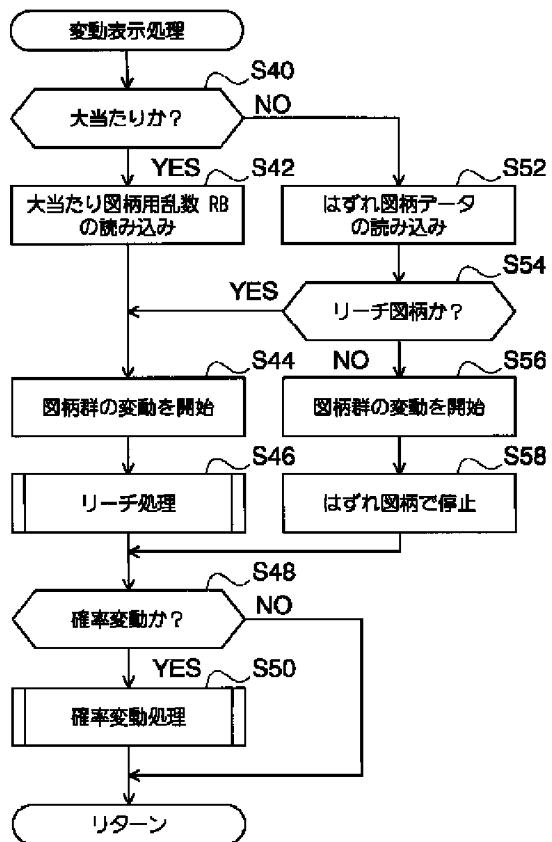 変動表示処理
S40
大当たりか？
NO
YES
S42
大当たり図柄用乱数 RB
の読み込み
S52
はずれ図柄データ
の読み込み
S54
リーチ図柄か？
YES
NO
S44
図柄群の変動を開始
S56
図柄群の変動を開始
S46
リーチ処理
S58
はずれ図柄で停止
S48
確率変動か？
NO
YES
S50
確率変動処理
リターン